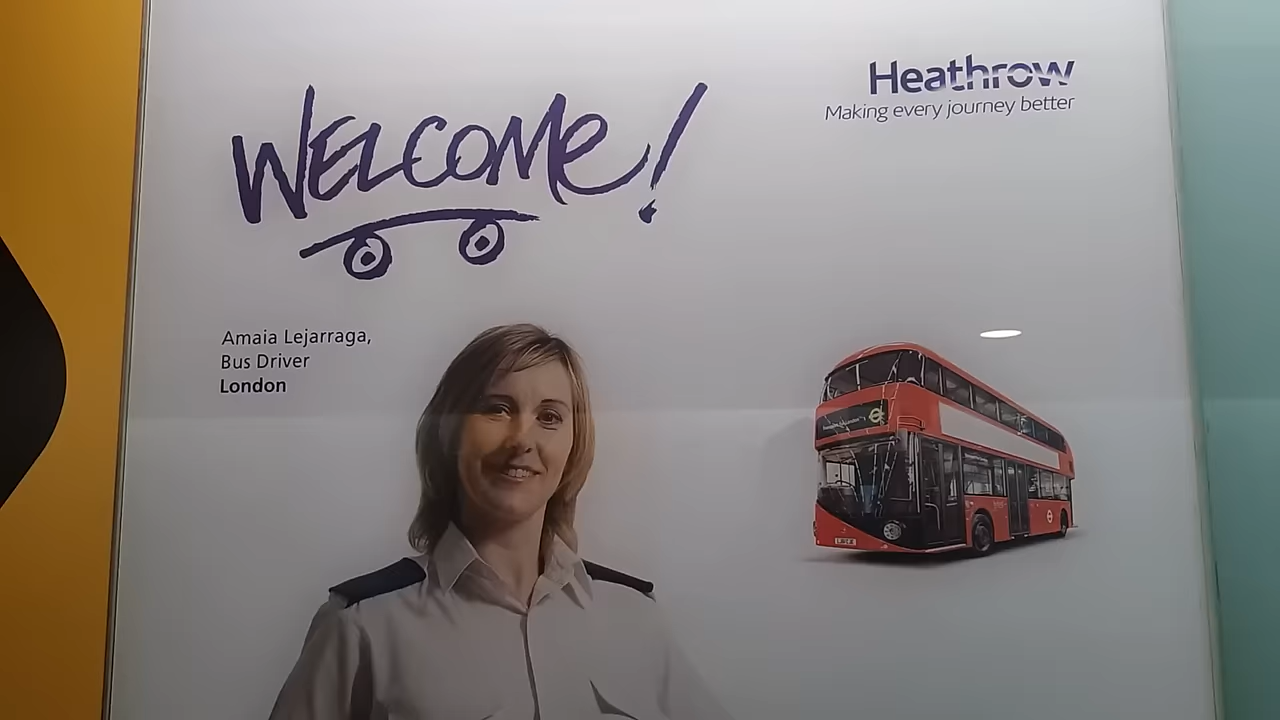 WELCOME!
Heathrow
Making every journey better
Amaia Lejarraga,
Bus Driver
London